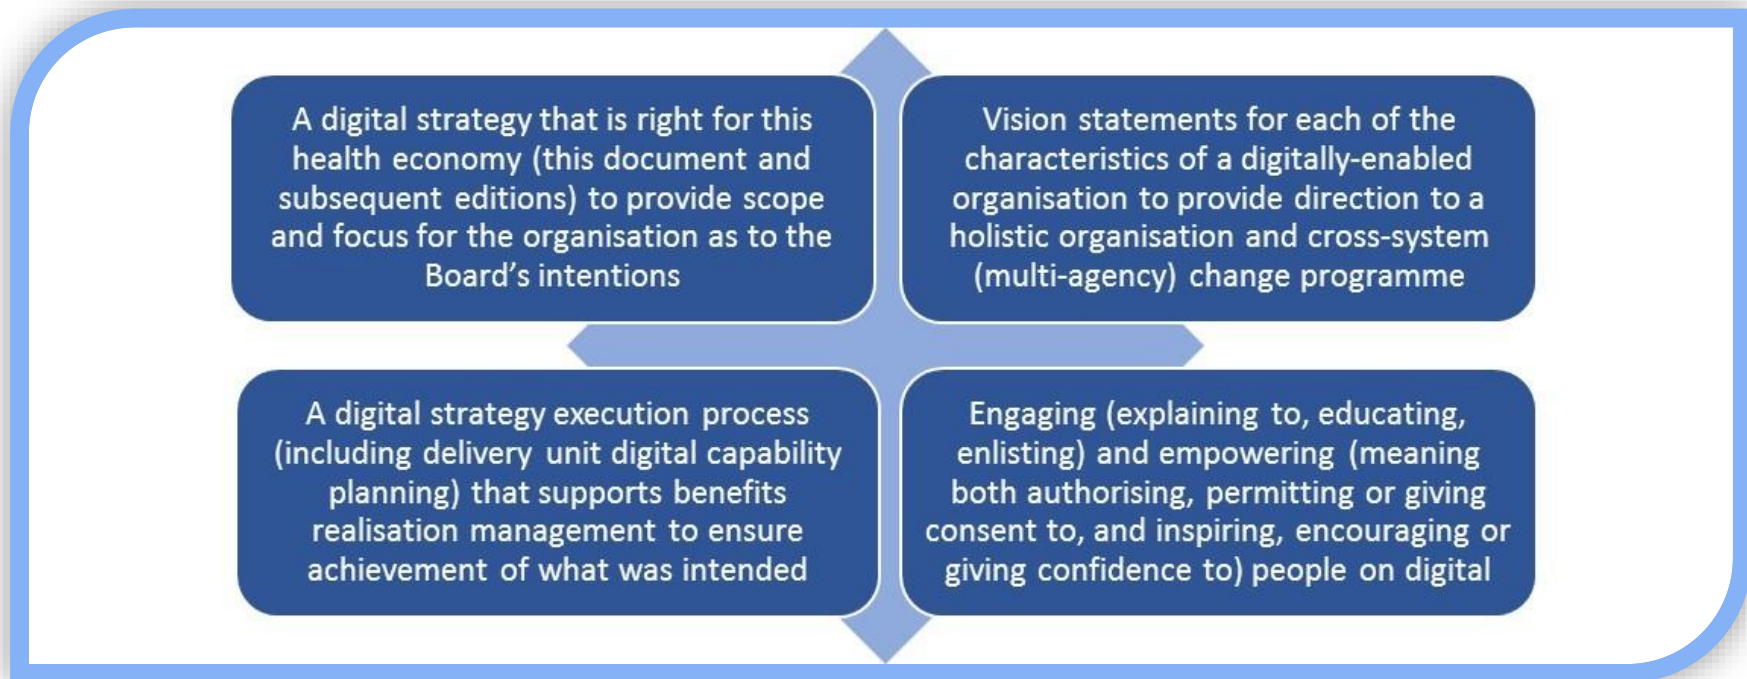 A digital strategy that is right for this
health economy (this document and
subsequent editions) to provide scope
and focus for the organisation as to the
Board’s intentions
Vision statements for each of the
characteristics of a digitally-enabled
organisation to provide direction to a
holistic organisation and cross-system
(multi-agency) change programme
A digital strategy execution process
(including delivery unit digital capability
planning) that supports benefits
realisation management to ensure
achievement of what was intended
Engaging (explaining to, educating,
enlisting) and empowering (meaning
both authorising, permitting or giving
consent to, and inspiring, encouraging or
giving confidence to) people on digital